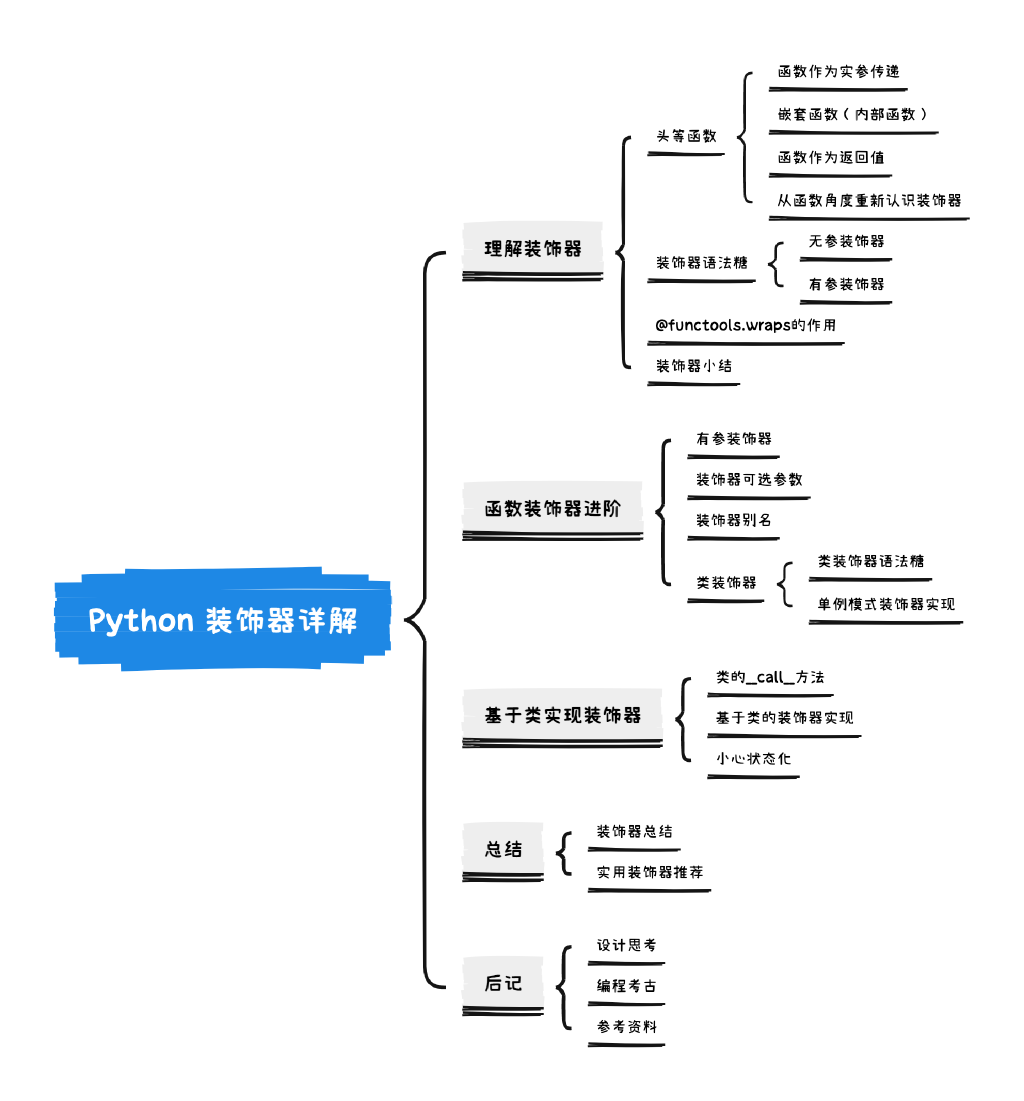 Python 装饰器详解
理解装饰器
头等函数
函数作为实参传递
嵌套函数（内部函数）
函数作为返回值
从函数角度重新认识装饰器
装饰器语法糖
无参装饰器
有参装饰器
@functools.wraps的作用
装饰器小结
函数装饰器进阶
有参装饰器
装饰器可选参数
装饰器别名
类装饰器
类装饰器语法糖
单例模式装饰器实现
基于类实现装饰器
类的__call__方法
基于类的装饰器实现
小心状态化
总结
装饰器总结
实用装饰器推荐
后记
设计思考
编程考古
参考资料